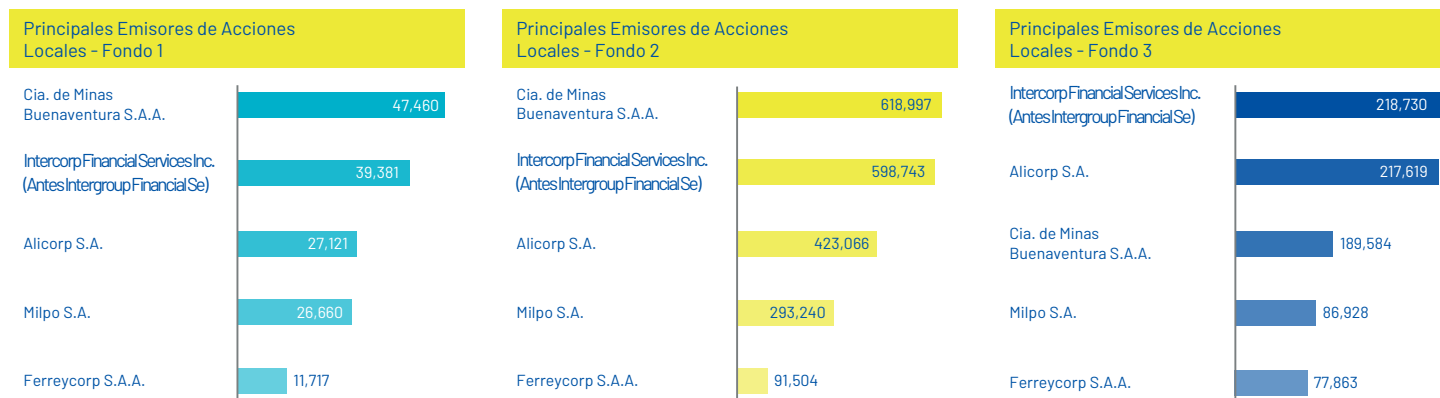 Principales Emisores de Acciones
Locales - Fondo 1
Cia. de Minas
Buenaventura S.A.A.
47,460
Intercorp Financial Services Inc.
(Antes Intergroup Financial Se)
39,381
Alicorp S.A.
27,121
Milpo S.A.
26,660
Ferreycorp S.A.A.
11,717
Principales Emisores de Acciones
Locales - Fondo 2
Cia. de Minas
Buenaventura S.A.A.
618,997
Intercorp Financial Services Inc.
(Antes Intergroup Financial Se)
598,743
Alicorp S.A.
423,066
Milpo S.A.
293,240
Ferreycorp S.A.A.
91,504
Principales Emisores de Acciones
Locales - Fondo 3
Intercorp Financial Services Inc.
(Antes Intergroup Financial Se)
218,730
Alicorp S.A.
217,619
Cia. de Minas
Buenaventura S.A.A.
189,584
Milpo S.A.
86,928
Ferreycorp S.A.A.
77,863